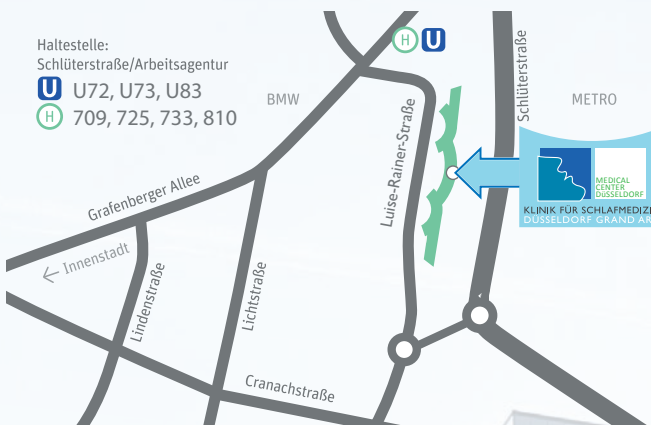 Haltestelle:
Schlüterstraße/Arbeitsagentur
U U72, U73, U83
H 709, 725, 733, 810
H U
BMW
METRO
Schlüterstraße
Luise-Rainer-Straße
Grafenberger Allee
← Innenstadt
Lindenstraße
Lichtstraße
Cranachstraße
MEDICAL
CENTER
DÜSSELDORF
KLINIK FÜR SCHLAFMEDIZI
DÜSSELDORF GRAND AR